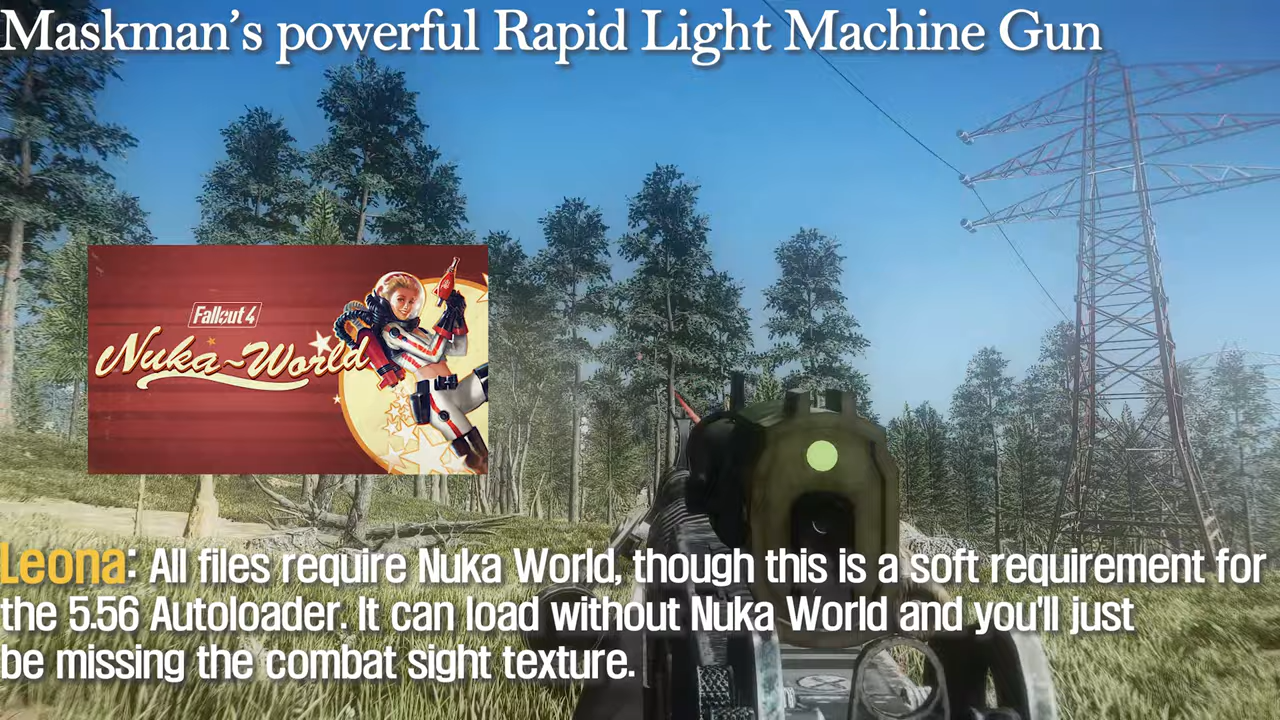 Maskman’s powerful Rapid Light Machine Gun
Fallout 4
Nuka~World
Leona: All files require Nuka World, though this is a soft requirement for
the 5.56 Autoloader. It can load without Nuka World and you'll just
be missing the combat sight texture.